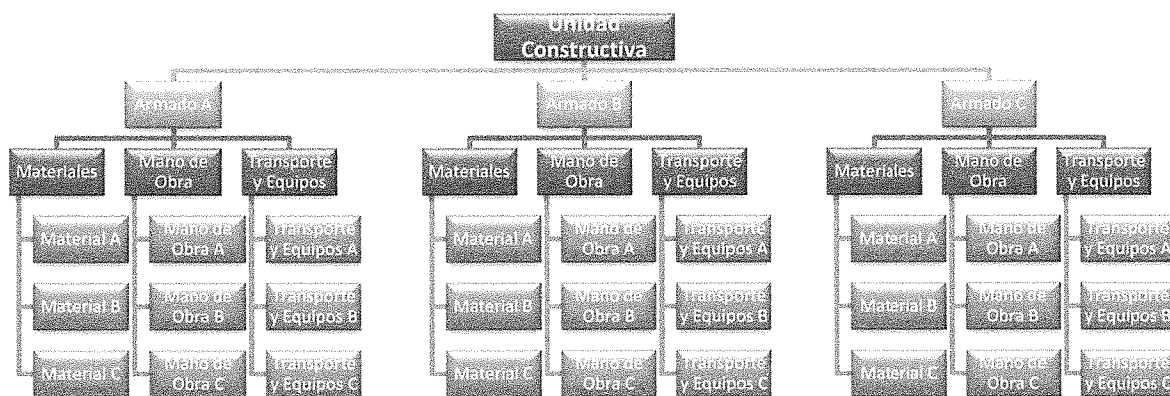 Unidad
Constructiva
Armado A
Armado B
Armado C
Materiales
Mano de
Obra
Transporte
y Equipos
Materiales
Mano de
Obra
Transporte
y Equipos
Materiales
Mano de
Obra
Transporte
y Equipos
Material A
Mano de
Obra A
Transporte
y Equipos A
Material A
Mano de
Obra A
Transporte
y Equipos A
Material A
Mano de
Obra A
Transporte
y Equipos A
Material B
Mano de
Obra B
Transporte
y Equipos B
Material B
Mano de
Obra B
Transporte
y Equipos B
Material B
Mano de
Obra B
Transporte
y Equipos B
Material C
Mano de
Obra C
Transporte
y Equipos C
Material C
Mano de
Obra C
Transporte
y Equipos C
Material C
Mano de
Obra C
Transporte
y Equipos C